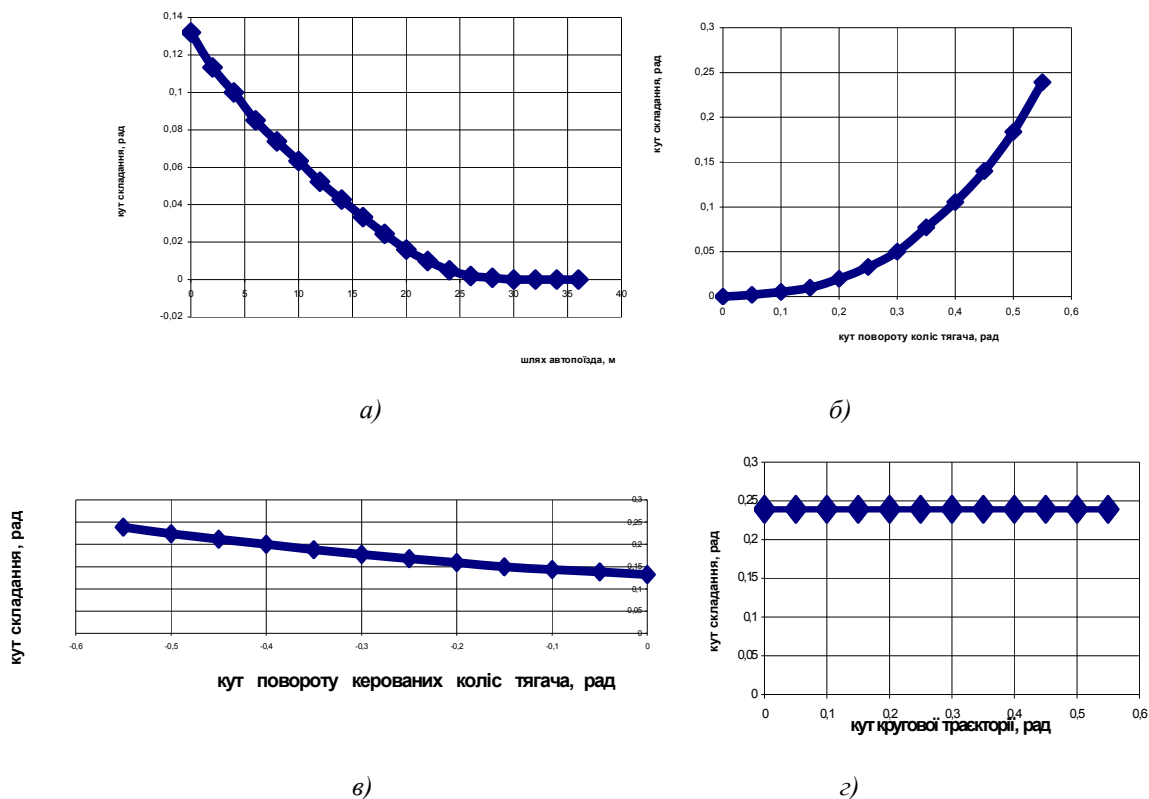 0,14
0,12
0,1
0,08
0,06
0,04
0,02
0
-0,02
0 5 10 15 20 25 30 35 40
кут складання, рад
шлях автопоїзда, м
а)
0,3
0,25
0,2
0,15
0,1
0,05
0
0 0,1 0,2 0,3 0,4 0,5 0,6
кут складання, рад
кут повороту коліс тягача, рад
б)
кут складання, рад
0,3
0,25
0,2
0,15
0,1
0,05
0
-0,6 -0,5 -0,4 -0,3 -0,2 -0,1 0
кут повороту керованих коліс тягача, рад
в)
0,3
0,25
0,2
0,15
0,1
0,05
0
0 0,1 0,2 0,3 0,4 0,5 0,6
кут складання, рад
кут кругової траєкторії, рад
г)